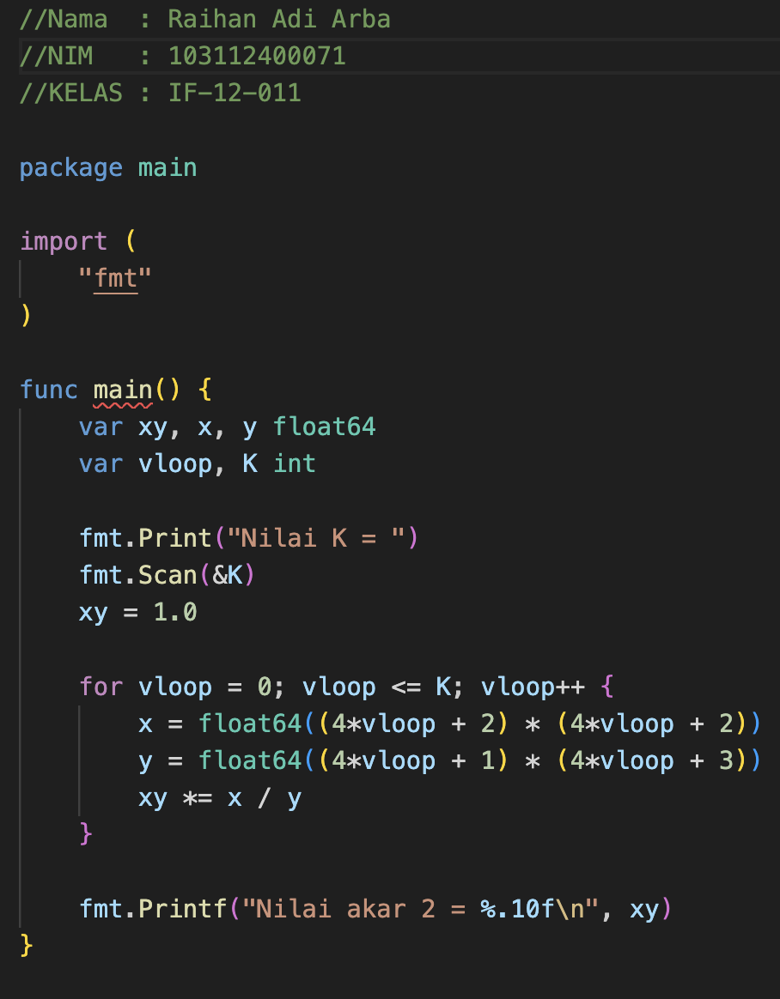 //Nama  : Raihan Adi Arba
//NIM   : 103112400071
//KELAS : IF-12-011
package main
import (
    "fmt"
)
func main() {
    var xy, x, y float64
    var vloop, K int
    fmt.Print("Nilai K = ")
    fmt.Scan(&K)
    xy = 1.0
    for vloop = 0; vloop <= K; vloop++ {
        x = float64((4*vloop + 2) * (4*vloop + 2))
        y = float64((4*vloop + 1) * (4*vloop + 3))
        xy *= x / y
    }
    fmt.Printf("Nilai akar 2 = %.10f\n", xy)
}